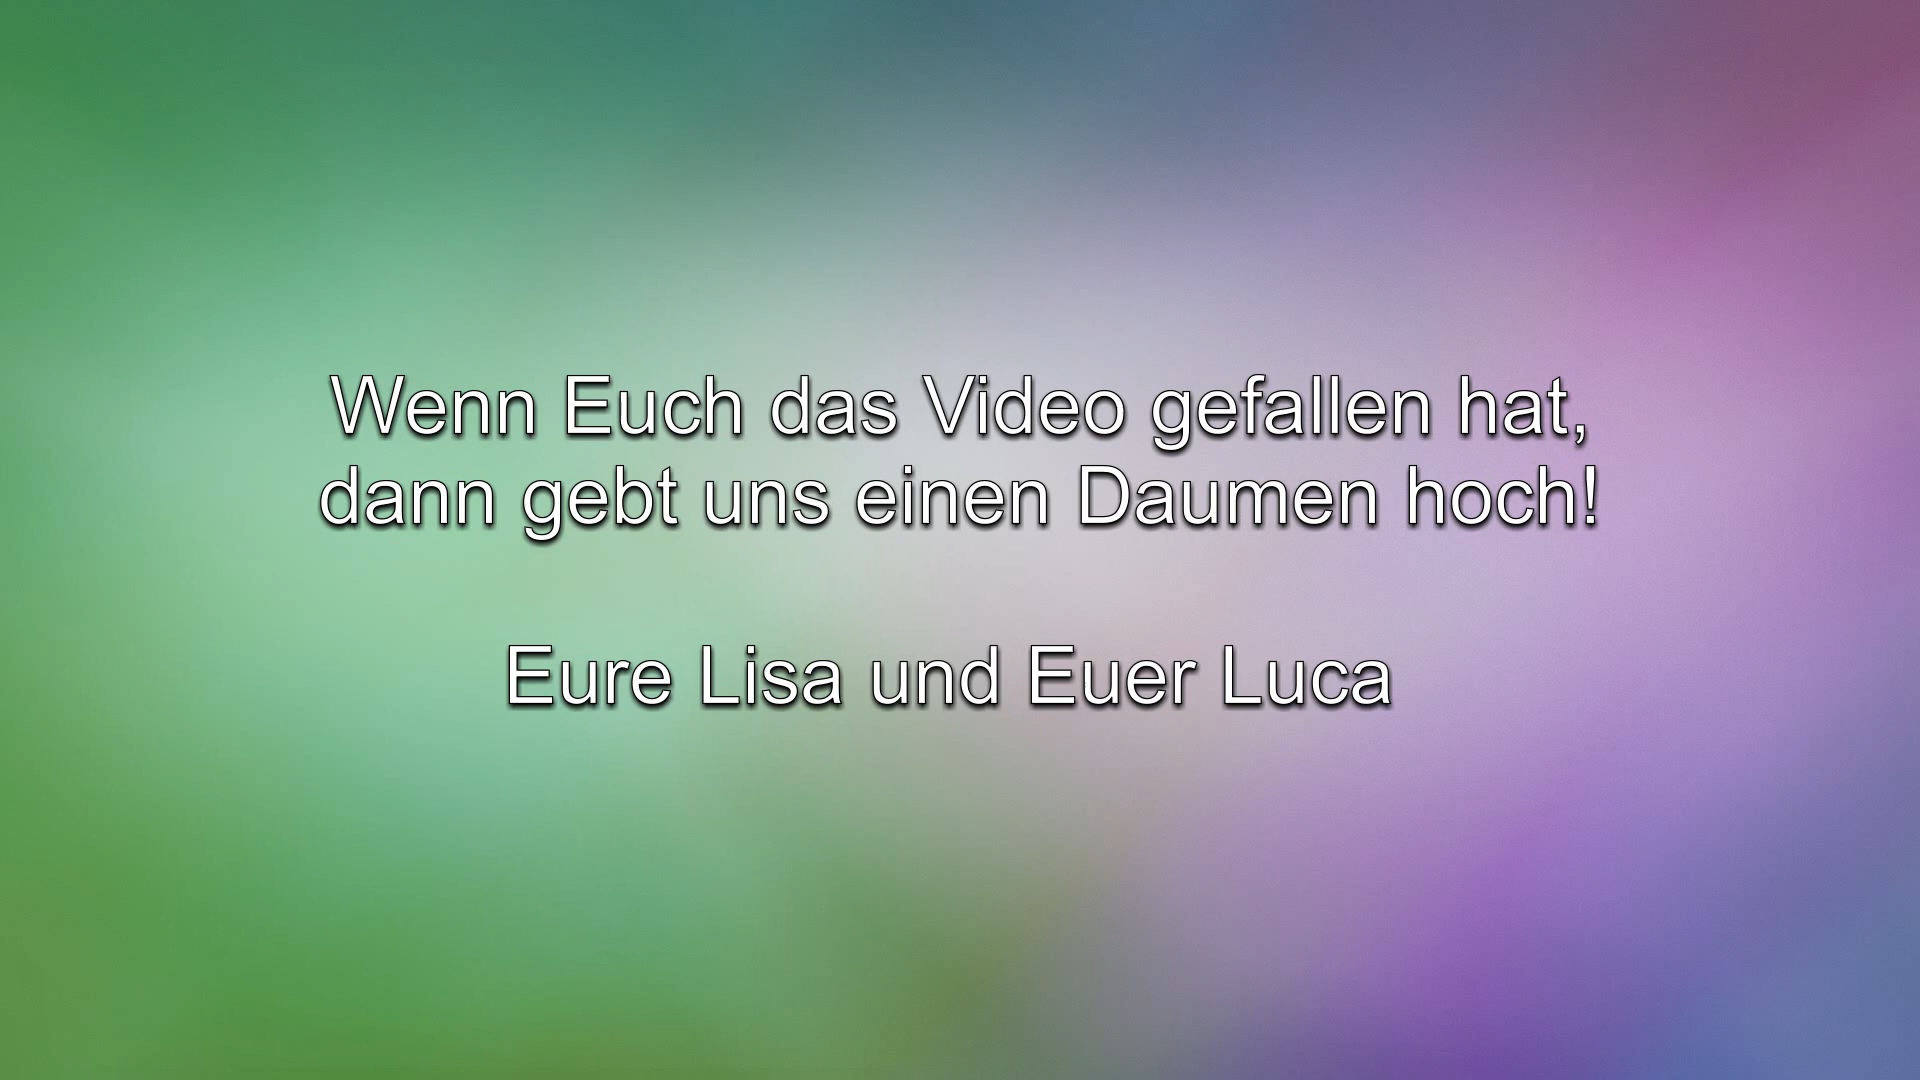 Wenn Euch das Video gefallen hat,
dann gebt uns einen Daumen hoch!
Eure Lisa und Euer Luca